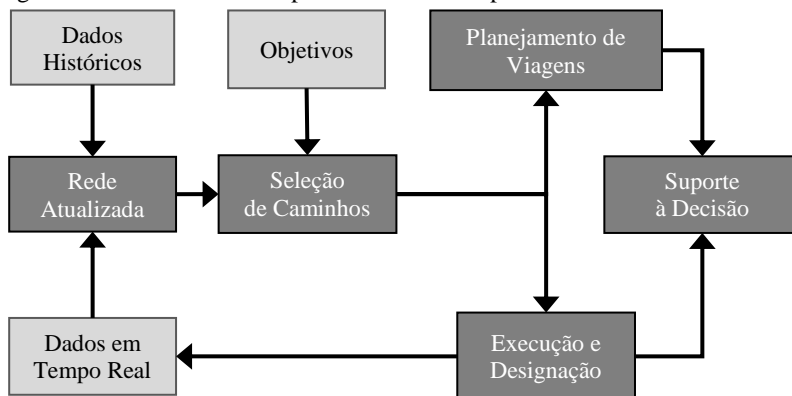 Dados
Históricos
Objetivos
Planejamento de
Viagens
Rede
Atualizada
Seleção
de Caminhos
Suporte
à Decisão
Dados em
Tempo Real
Execução e
Designação